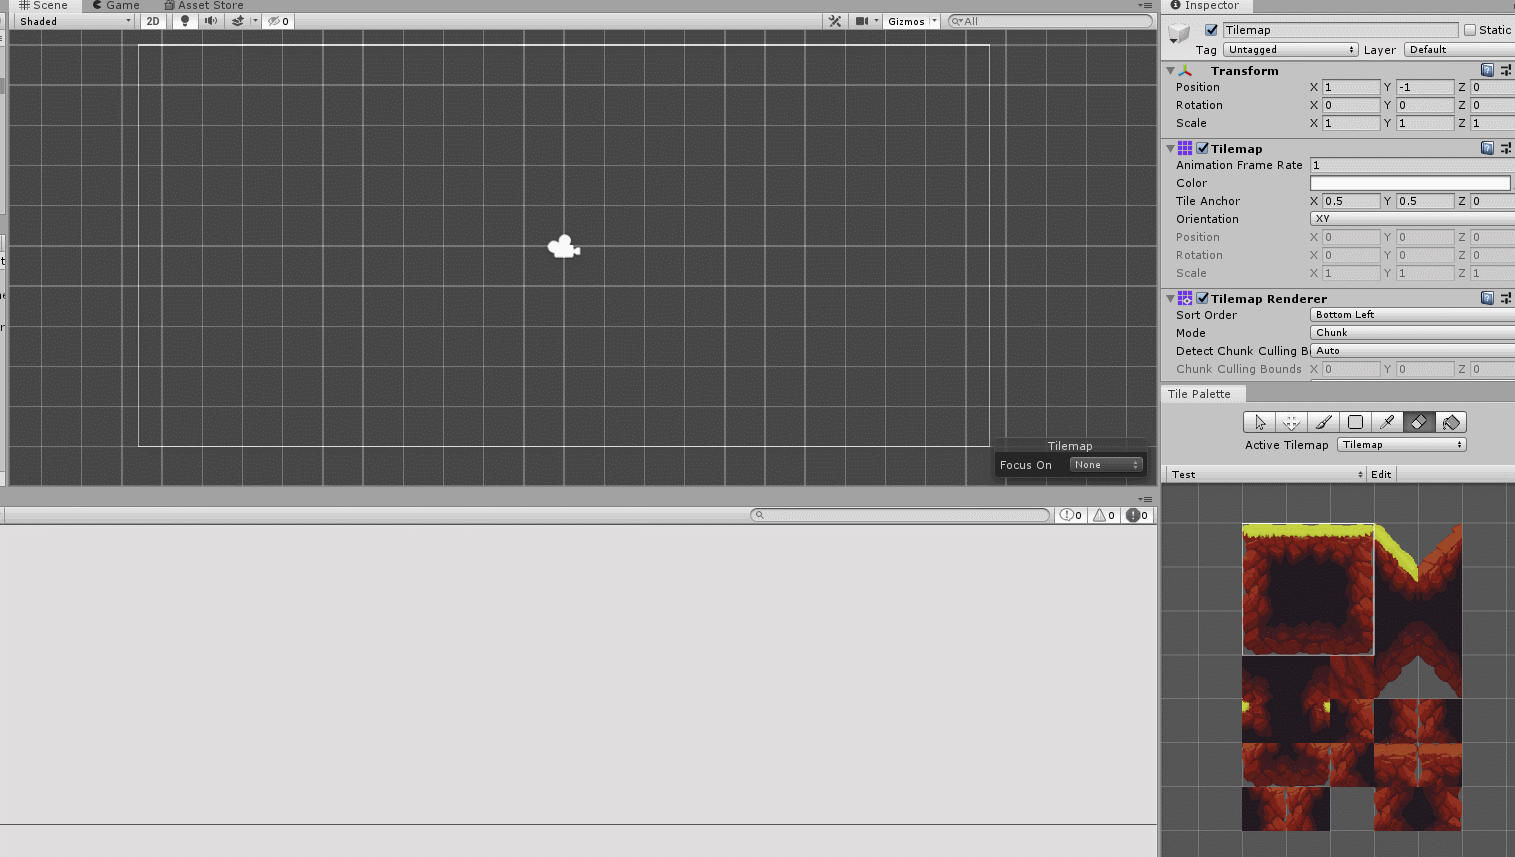 Scene Game Asset Store
Shaded 2D 0 Gizmos All
Tilemap
Focus On None
0 0 0
Inspector
Tilemap Static
Tag Untagged Layer Default
Transform
Position X 1 Y -1 Z 0
Rotation X 0 Y 0 Z 0
Scale X 1 Y 1 Z 1
Tilemap
Animation Frame Rate 1
Color
Tile Anchor X 0.5 Y 0.5 Z 0
Orientation XY
Position X 0 Y 0 Z 0
Rotation X 0 Y 0 Z 0
Scale X 1 Y 1 Z 1
Tilemap Renderer
Sort Order Bottom Left
Mode Chunk
Detect Chunk Culling B Auto
Chunk Culling Bounds X 0 Y 0 Z 0
Tile Palette
Active Tilemap Tilemap
Test Edit